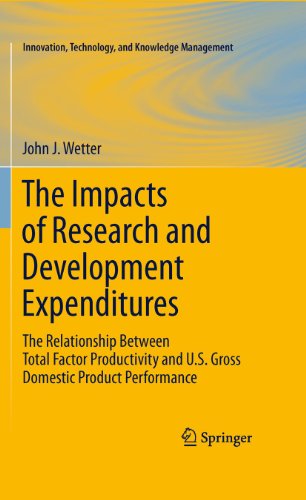 Innovation, Technology, and Knowledge Management
John J. Wetter
The Impacts
of Research and
Development
Expenditures
The Relationship Between
Total Factor Productivity and U.S. Gross
Domestic Product Performance
Springer